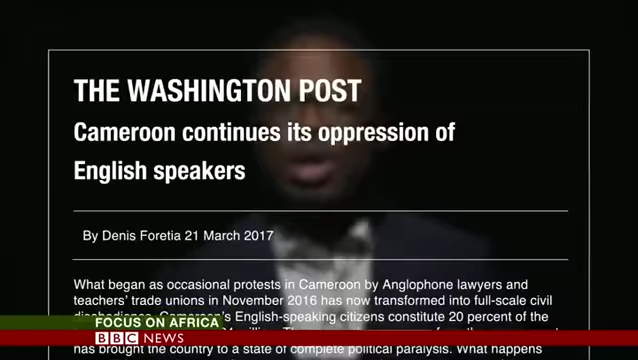 THE WASHINGTON POST
Cameroon continues its oppression of
English speakers
By Denis Foretia 21 March 2017
What began as occasional protests in Cameroon by Anglophone lawyers and
teachers' trade unions in November 2016 has now transformed into full-scale civil
Cameroon's English-speaking citizens constitute 20 percent of the
FOCUS ON AFRICA
BBC NEWS
has brought the country to a state of complete political paralysis. What happens